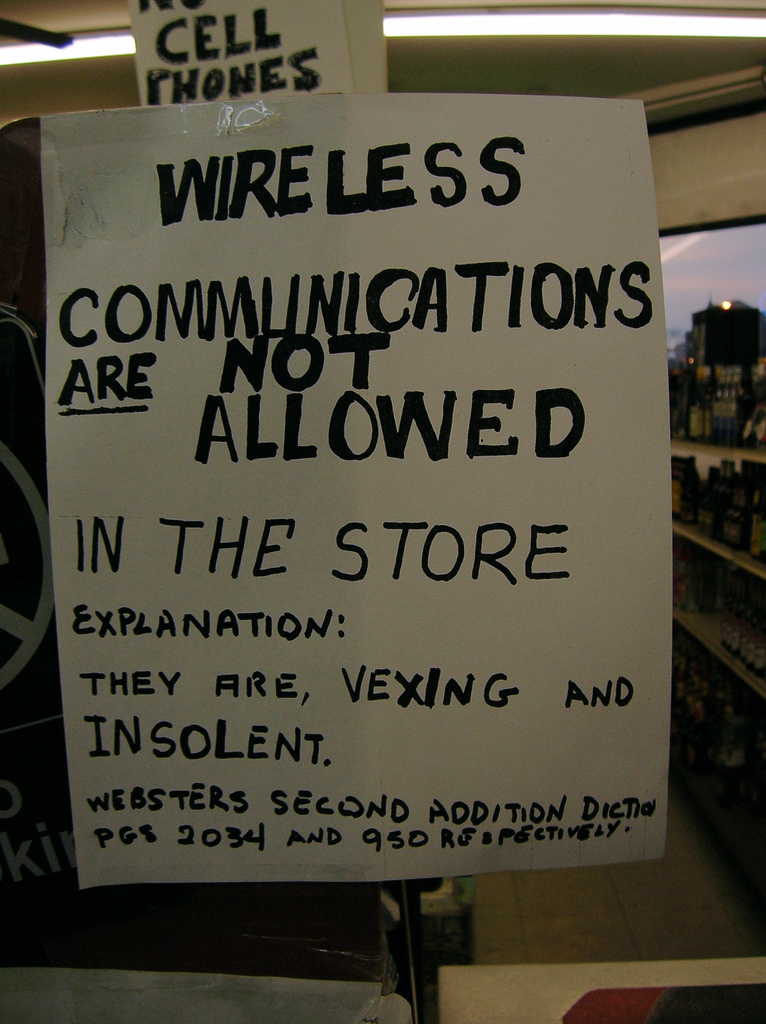 NO
CELL
PHONES
WIRELESS
COMMUNICATIONS
ARE NOT
ALLOWED
IN THE STORE
EXPLANATION:
THEY ARE, VEXING AND
INSOLENT.
WEBSTERS SECOND ADDITION DICTION
PGS 2034 AND 950 RESPECTIVELY.